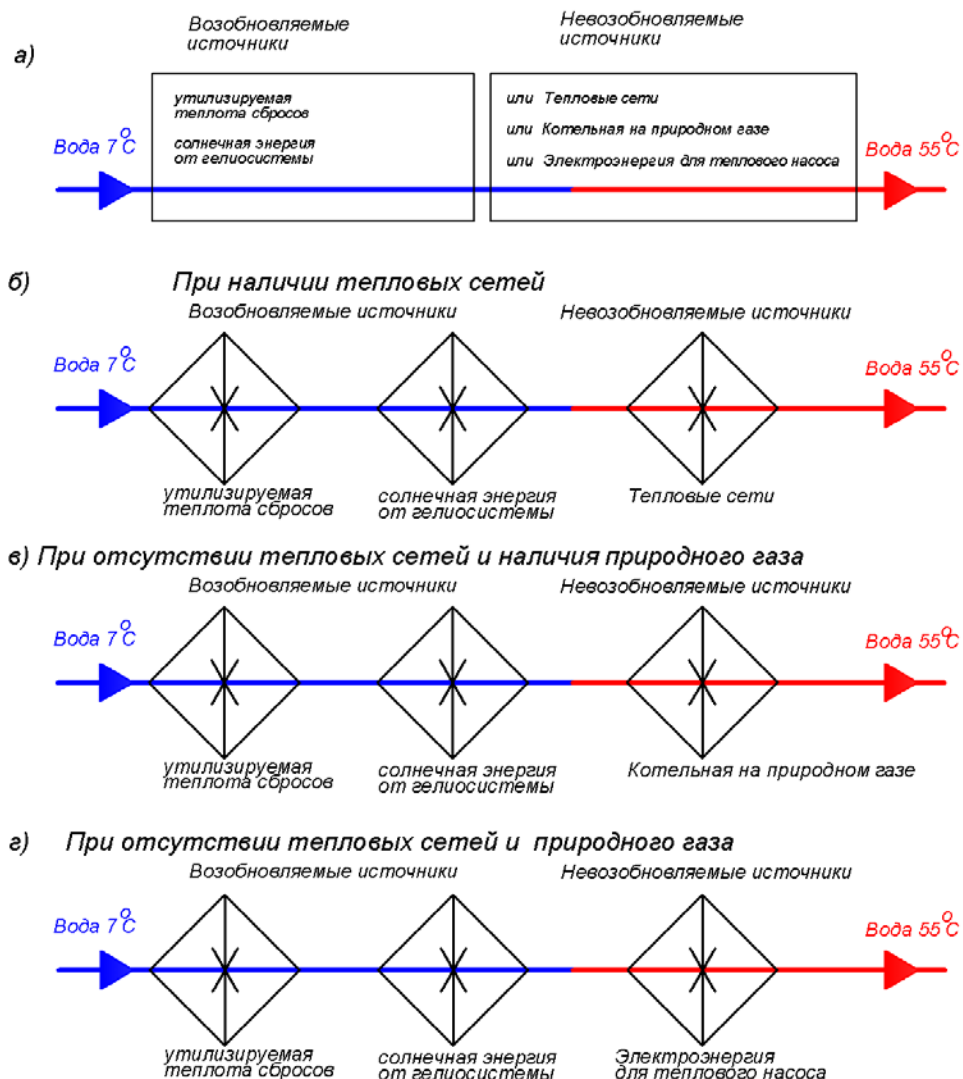 Возобновляемые
источники
Невозобновляемые
источники
а)
утилизируемая
теплота сбросов
солнечная энергия
от гелиосистемы
или Тепловые сети
или Котельная на природном газе
или Электроэнергия для теплового насоса
Вода 7°С
Вода 55°С
б) При наличии тепловых сетей
Возобновляемые источники
Невозобновляемые источники
Вода 7°С
Вода 55°С
утилизируемая
теплота сбросов
солнечная энергия
от гелиосистемы
Тепловые сети
в) При отсутствии тепловых сетей и наличия природного газа
Возобновляемые источники
Невозобновляемые источники
Вода 7°С
Вода 55°С
утилизируемая
теплота сбросов
солнечная энергия
от гелиосистемы
Котельная на природном газе
г) При отсутствии тепловых сетей и природного газа
Возобновляемые источники
Невозобновляемые источники
Вода 7°С
Вода 55°С
утилизируемая
теплота сбросов
солнечная энергия
от гелиосистемы
Электроэнергия
для теплового насоса